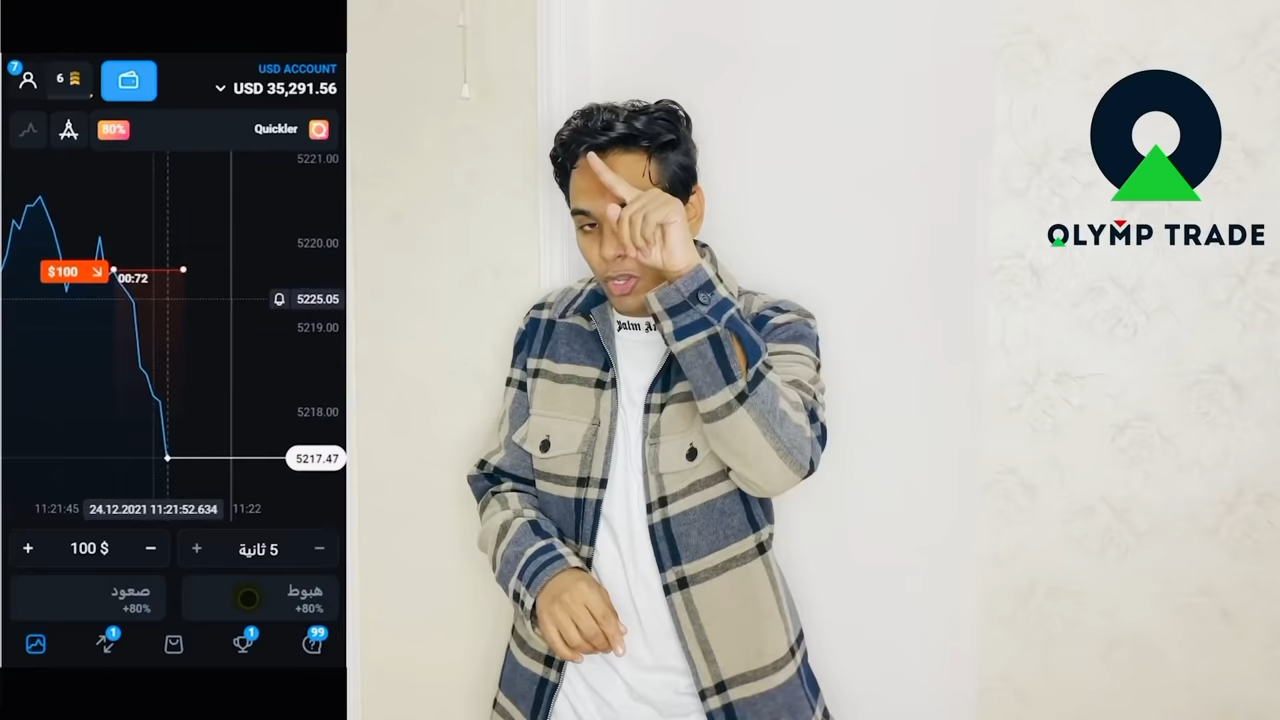 7
6
USD ACCOUNT
USD 35,291.56
80%
Quickler
5221.00
5220.00
$100
00:72
5225.05
5219.00
5218.00
5217.47
11:21:45
24.12.2021 11:21:52.634
11:22
+ 100 $ −
+ 5 ثانية −
صعود
+80%
هبوط
+80%
1
1
99
Palm An
OLYMP TRADE